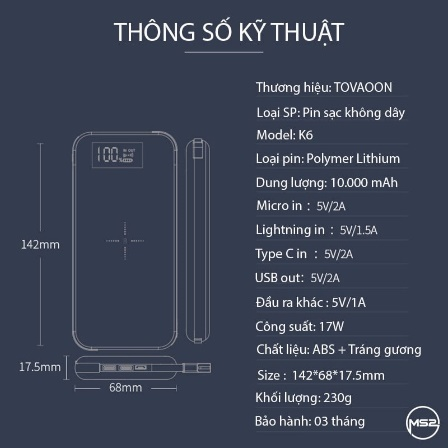 THÔNG SỐ KỸ THUẬT
Thương hiệu: TOVAOON
Loại SP: Pin sạc không dây
Model: K6
Loại pin: Polymer Lithium
Dung lượng: 10.000 mAh
Micro in : 5V/2A
Lightning in : 5V/1.5A
Type C in : 5V/2A
USB out: 5V/2A
Đầu ra khác : 5V/1A
Công suất: 17W
Chất liệu: ABS + Tráng gương
Size : 142*68*17.5mm
Khối lượng: 230g
Bảo hành: 03 tháng
100%
142mm
17.5mm
68mm
MS2